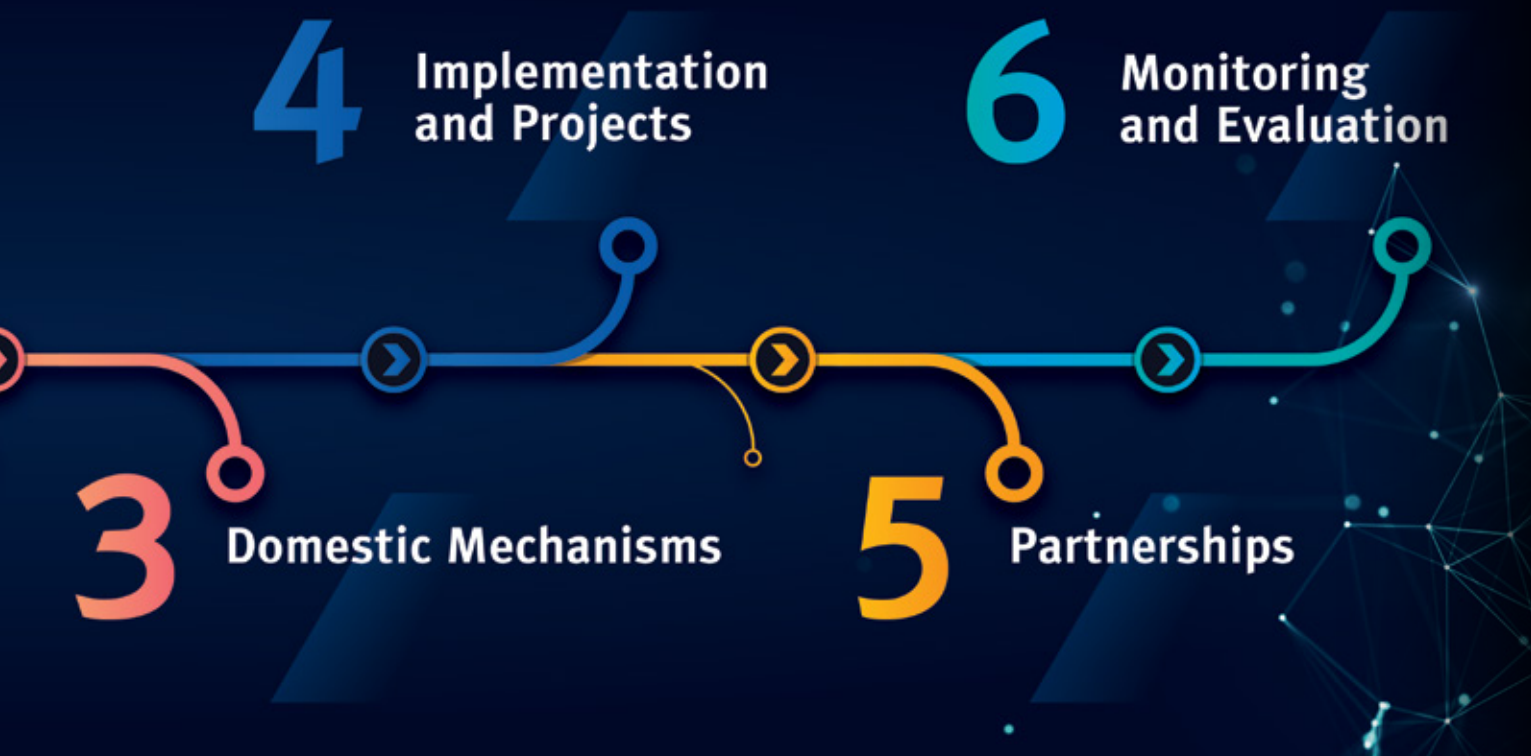 3
Domestic Mechanisms
4
Implementation
and Projects
5
Partnerships
6
Monitoring
and Evaluation